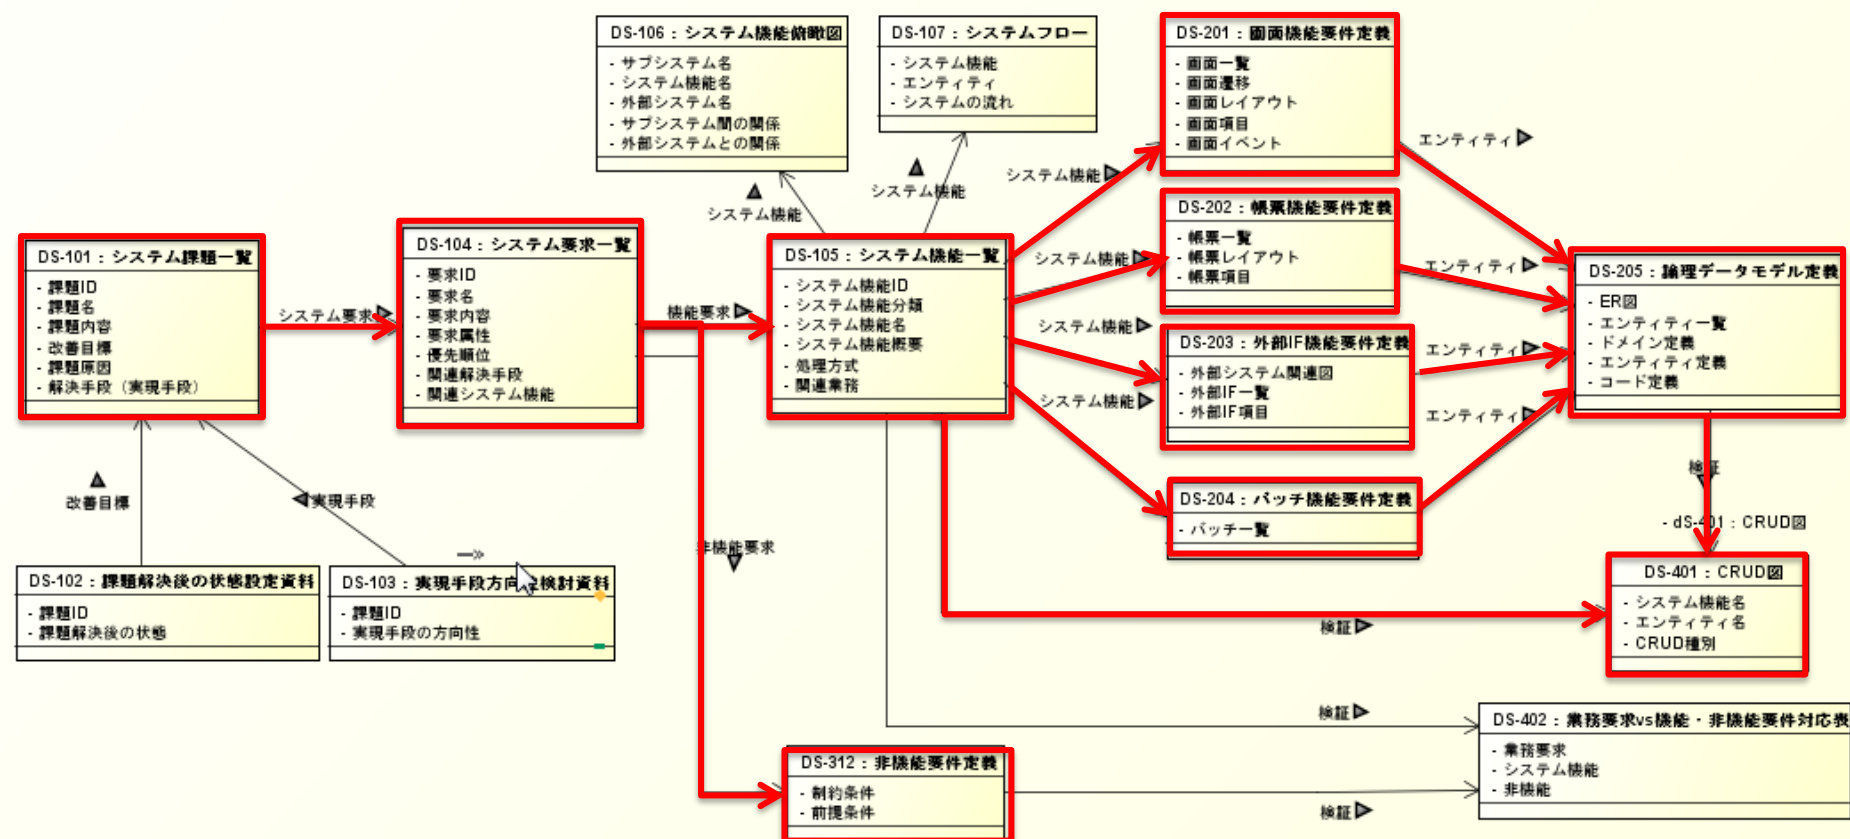 DS-106 : システム機能俯瞰図
- サブシステム名
- システム機能名
- 外部システム名
- サブシステム間の関係
- 外部システムとの関係
DS-107 : システムフロー
- システム機能
- エンティティ
- システムの流れ
DS-201 : 画面機能要件定義
- 画面一覧
- 画面遷移
- 画面レイアウト
- 画面項目
- 画面イベント
エンティティ
システム機能
システム機能
システム機能
DS-202 : 帳票機能要件定義
- 帳票一覧
- 帳票レイアウト
- 帳票項目
システム機能
エンティティ
DS-101 : システム課題一覧
- 課題ID
- 課題名
- 課題内容
- 改善目標
- 課題原因
- 解決手段（実現手段）
システム要求
DS-104 : システム要求一覧
- 要求ID
- 要求名
- 要求内容
- 要求属性
- 優先順位
- 関連解決手段
- 関連システム機能
機能要求
DS-105 : システム機能一覧
- システム機能ID
- システム機能分類
- システム機能名
- システム機能概要
- 処理方式
- 関連業務
システム機能
DS-203 : 外部IF機能要件定義
- 外部システム関連図
- 外部IF一覧
- 外部IF項目
エンティティ
システム機能
エンティティ
DS-205 : 論理データモデル定義
- ER図
- エンティティ一覧
- ドメイン定義
- エンティティ定義
- コード定義
DS-204 : バッチ機能要件定義
- バッチ一覧
検証
- dS-401 : CRUD図
改善目標
実現手段
非機能要求
DS-102 : 課題解決後の状態設定資料
- 課題ID
- 課題解決後の状態
DS-103 : 実現手段方向性検討資料
- 課題ID
- 実現手段の方向性
DS-401 : CRUD図
- システム機能名
- エンティティ名
- CRUD種別
検証
検証
DS-402 : 業務要求vs機能・非機能要件対応表
- 業務要求
- システム機能
- 非機能
DS-312 : 非機能要件定義
- 制約条件
- 前提条件
検証